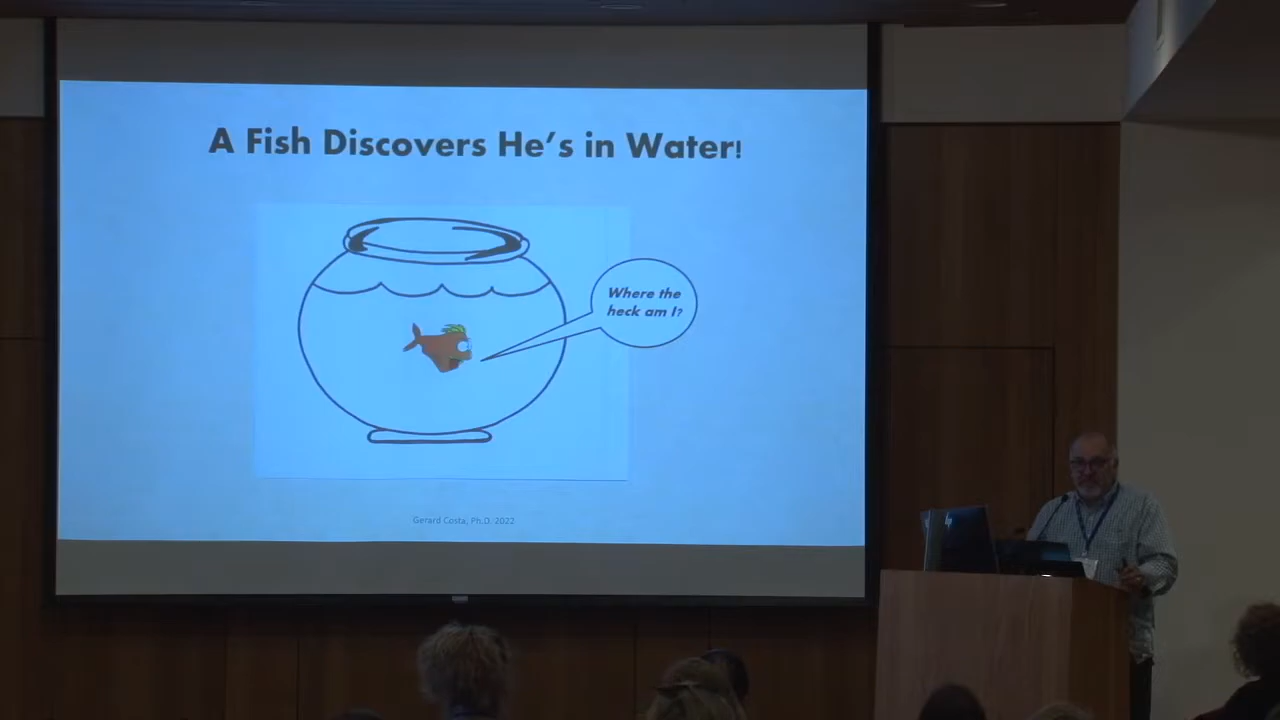 A Fish Discovers He's in Water!
Where the
heck am I?
Gerard Costa, Ph.D. 2022